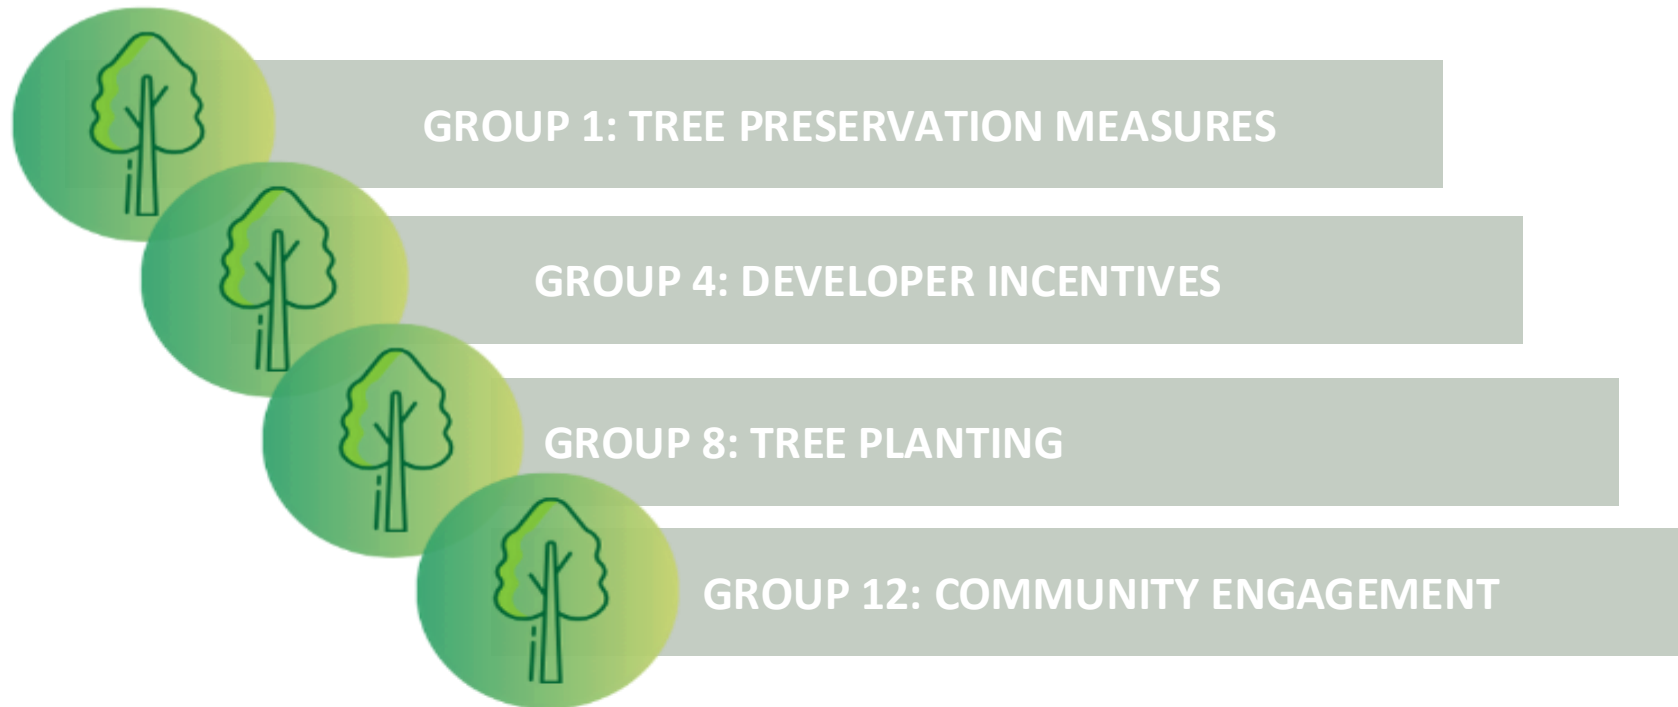 GROUP 1: TREE PRESERVATION MEASURES
GROUP 4: DEVELOPER INCENTIVES
GROUP 8: TREE PLANTING
GROUP 12: COMMUNITY ENGAGEMENT